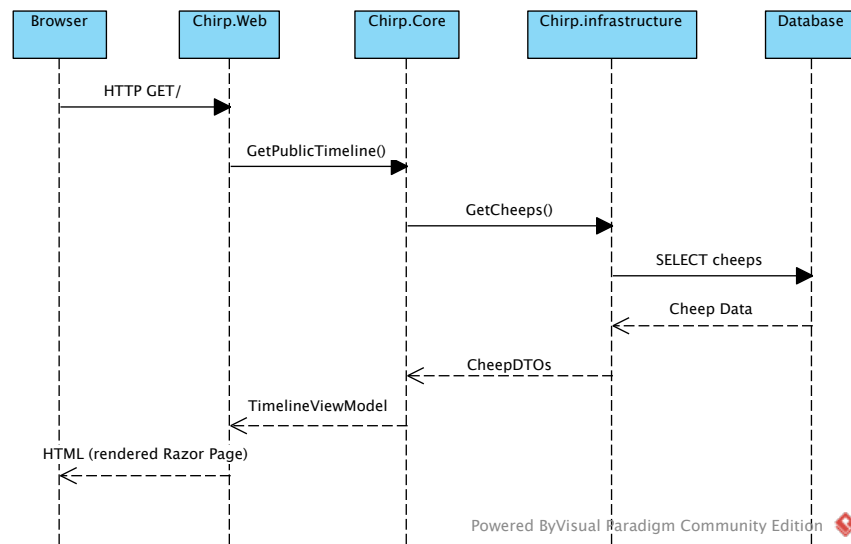 Browser
Chirp.Web
Chirp.Core
Chirp.infrastructure
Database
HTTP GET/
GetPublicTimeline()
GetCheeps()
SELECT cheeps
Cheep Data
CheepDTOs
TimelineViewModel
HTML (rendered Razor Page)
Powered ByVisual Paradigm Community Edition